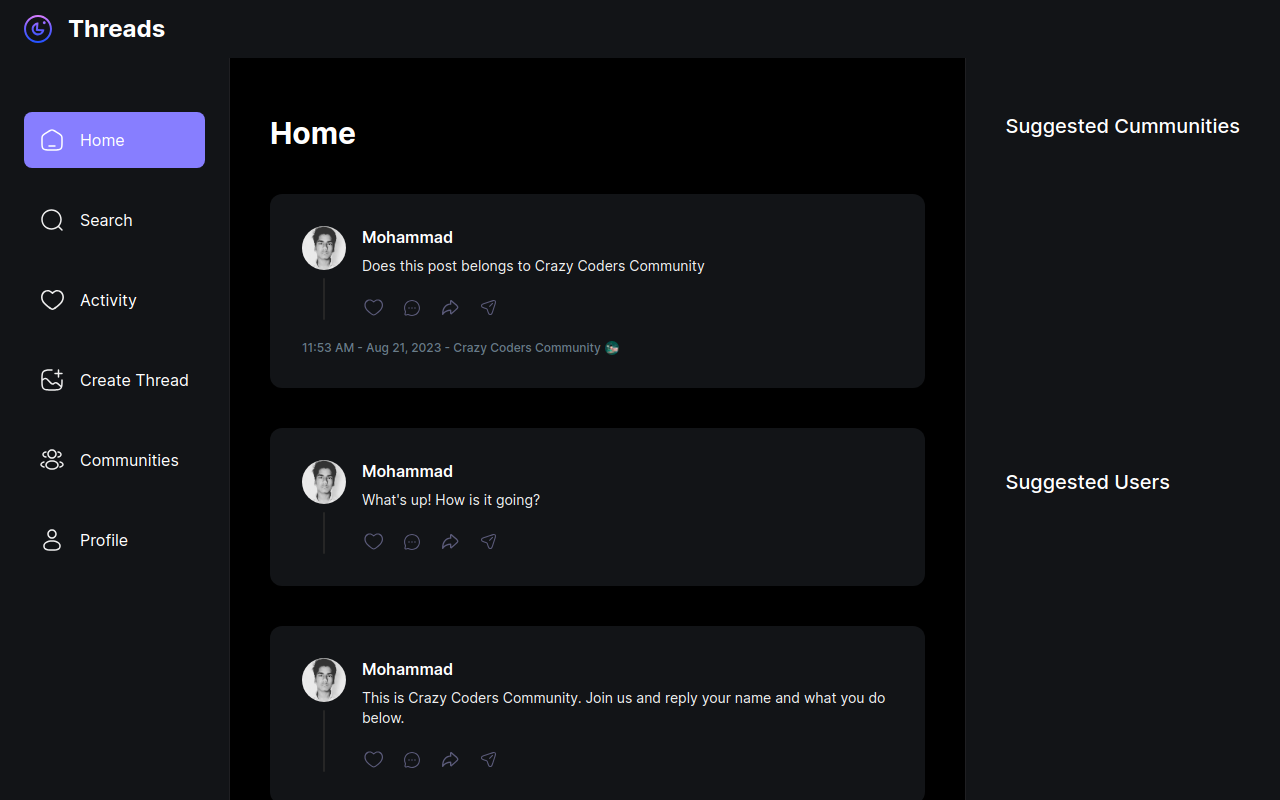 Threads
Home
Search
Activity
Create Thread
Communities
Profile
Home
Mohammad
Does this post belongs to Crazy Coders Community
11:53 AM - Aug 21, 2023 - Crazy Coders Community
Mohammad
What's up! How is it going?
Mohammad
This is Crazy Coders Community. Join us and reply your name and what you do
below.
Suggested Cummunities
Suggested Users